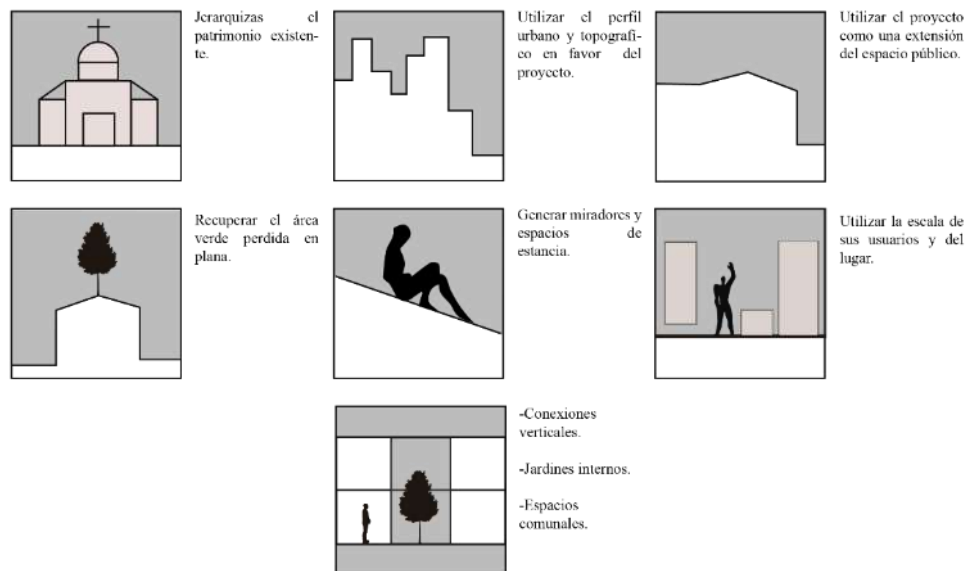 Jerarquizas el
patrimonio existen-
te.
Utilizar el perfil
urbano y topografi-
co en favor del
proyecto.
Utilizar el proyecto
como una extensión
del espacio público.
Recuperar el área
verde perdida en
plana.
Generar miradores y
espacios de
estancia.
Utilizar la escala de
sus usuarios y del
lugar.
-Conexiones
verticales.
-Jardines internos.
-Espacios
comunales.